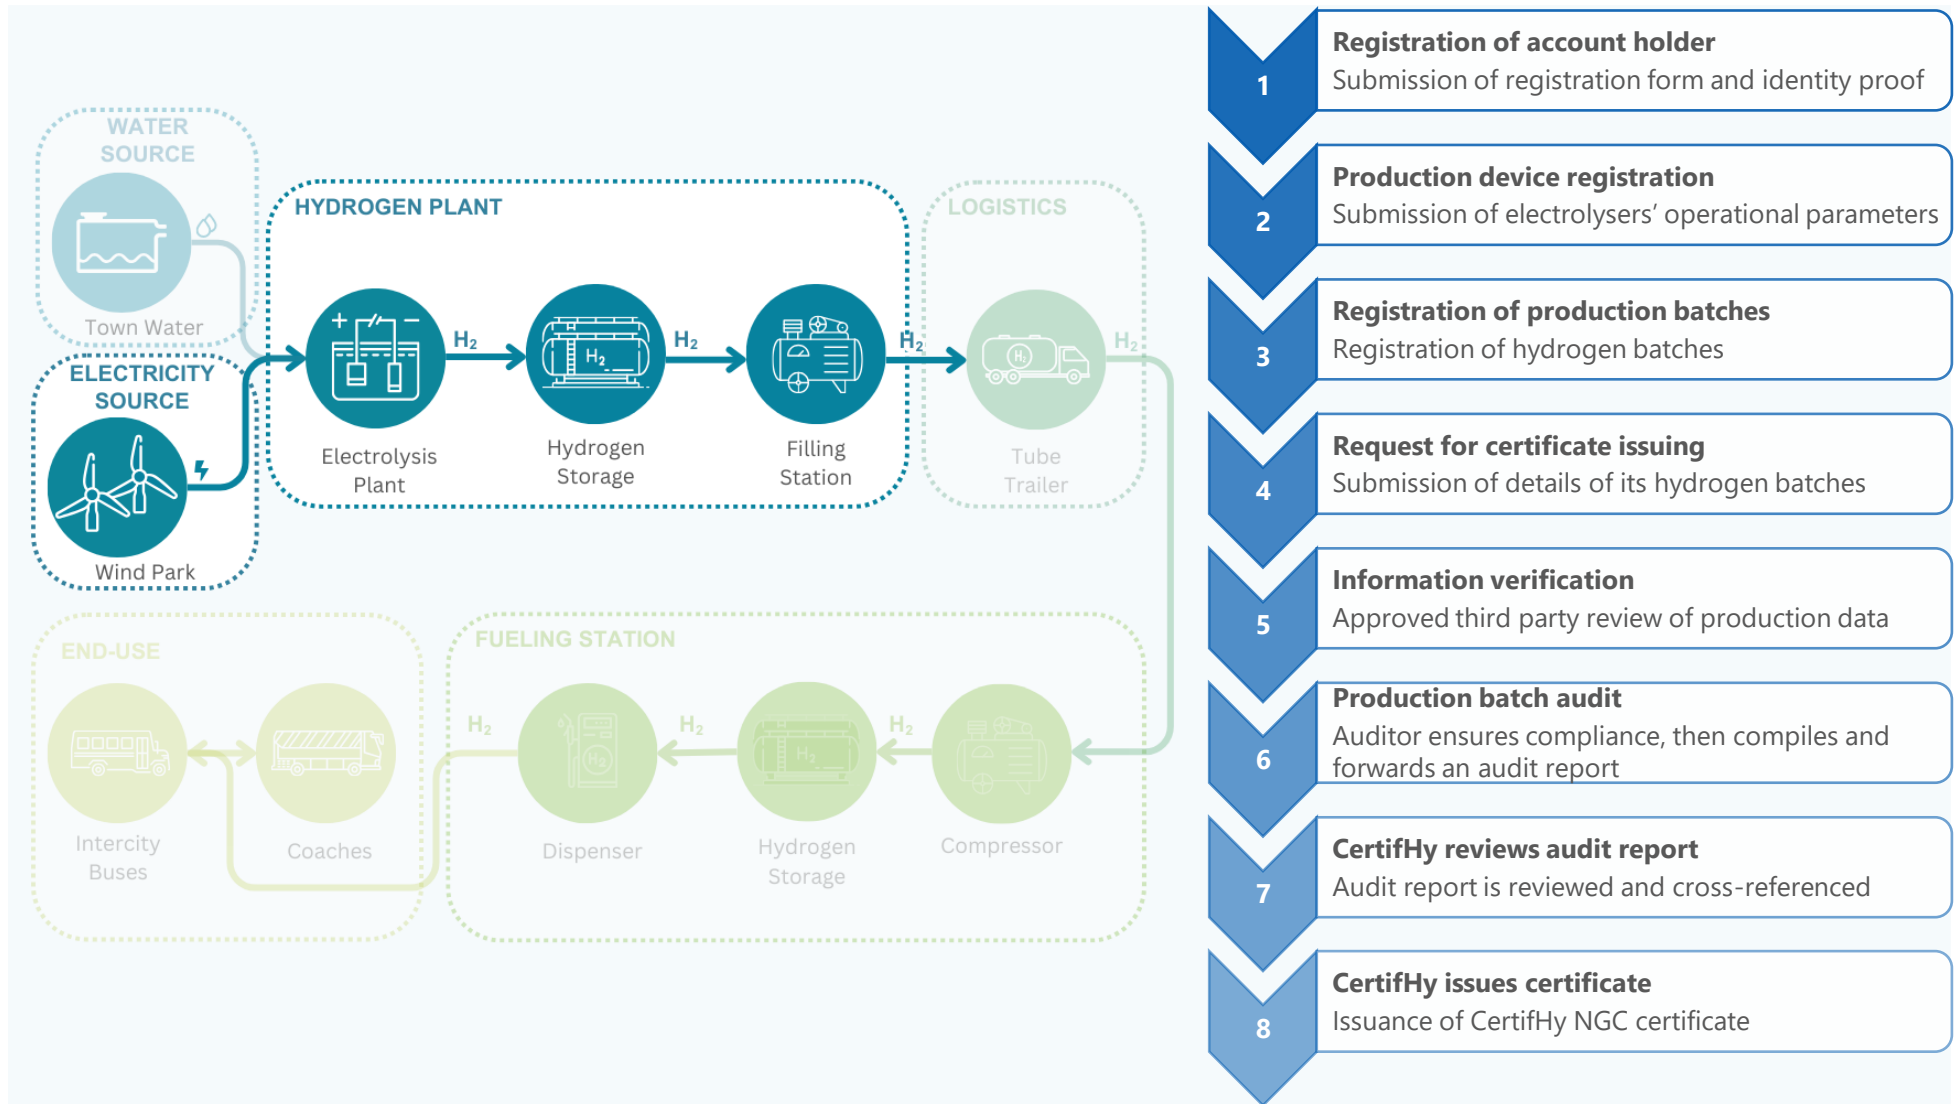 WATER
SOURCE
Town Water
ELECTRICITY
SOURCE
Wind Park
HYDROGEN PLANT
+ −
H₂
Electrolysis
Plant
H₂
Hydrogen
Storage
H₂
Filling
Station
H₂
LOGISTICS
H₂
Tube
Trailer
H₂
END-USE
Intercity
Buses
Coaches
FUELING STATION
H₂
H₂
Dispenser
H₂
H₂
Hydrogen
Storage
H₂
Compressor
1
Registration of account holder
Submission of registration form and identity proof
2
Production device registration
Submission of electrolysers’ operational parameters
3
Registration of production batches
Registration of hydrogen batches
4
Request for certificate issuing
Submission of details of its hydrogen batches
5
Information verification
Approved third party review of production data
6
Production batch audit
Auditor ensures compliance, then compiles and
forwards an audit report
7
CertifHy reviews audit report
Audit report is reviewed and cross-referenced
8
CertifHy issues certificate
Issuance of CertifHy NGC certificate